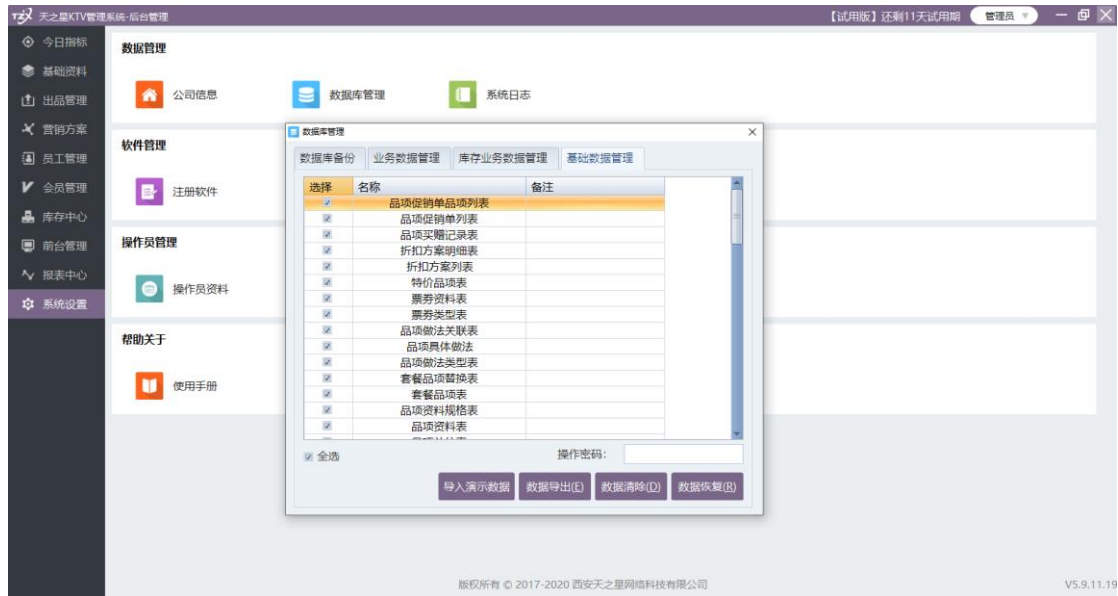 TZX 天之星KTV管理系统-后台管理 【试用版】还剩11天试用期 管理员
今日指标
基础资料
出品管理
营销方案
员工管理
会员管理
库存中心
前台管理
报表中心
系统设置
数据管理
公司信息 数据库管理 系统日志
软件管理
注册软件
操作员管理
操作员资料
帮助关于
使用手册
数据库管理
数据库备份 业务数据管理 库存业务数据管理 基础数据管理
选择 名称 备注
品项促销单品项列表
品项促销单列表
品项买赠记录表
折扣方案明细表
折扣方案列表
特价品项表
票券资料表
票券类型表
品项做法关联表
品项具体做法
品项做法类型表
套餐品项替换表
套餐品项表
品项资料规格表
品项资料表
全选 操作密码：
导入演示数据 数据导出(E) 数据清除(D) 数据恢复(R)
版权所有 © 2017-2020 西安天之星网络科技有限公司 V5.9.11.19